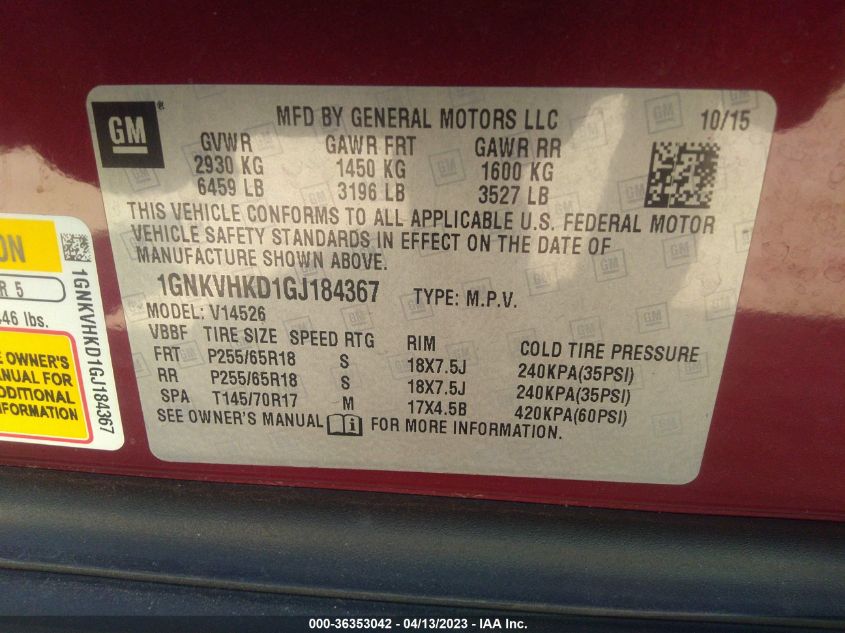 GM
MFD BY GENERAL MOTORS LLC 10/15
GVWR GAWR FRT GAWR RR
2930 KG 1450 KG 1600 KG
6459 LB 3196 LB 3527 LB
THIS VEHICLE CONFORMS TO ALL APPLICABLE U.S. FEDERAL MOTOR
VEHICLE SAFETY STANDARDS IN EFFECT ON THE DATE OF
MANUFACTURE SHOWN ABOVE.
1GNKVHKD1GJ184367 TYPE: M.P.V.
MODEL: V14526
VBBF TIRE SIZE SPEED RTG RIM COLD TIRE PRESSURE
FRT P255/65R18 S 18X7.5J 240KPA(35PSI)
RR P255/65R18 S 18X7.5J 240KPA(35PSI)
SPA T145/70R17 M 17X4.5B 420KPA(60PSI)
SEE OWNER'S MANUAL FOR MORE INFORMATION.
ON
R 5
46 lbs.
E OWNER'S
ANUAL FOR
DDITIONAL
NFORMATION
1GNKVHKD1GJ184367
000-36353042 - 04/13/2023 - IAA Inc.